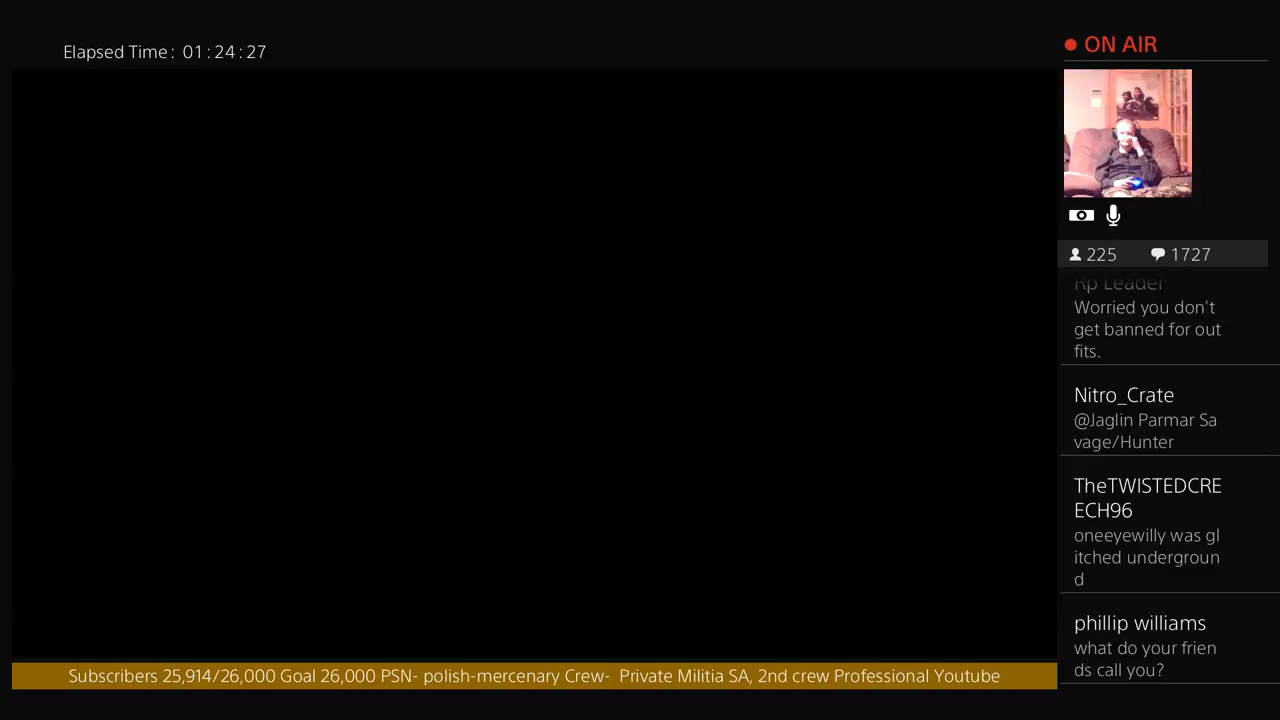 Elapsed Time: 01:24:27
ON AIR
225 1727
Rp Leader
Worried you don't
get banned for out
fits.
Nitro_Crate
@Jaglin Parmar Sa
vage/Hunter
TheTWISTEDCRE
ECH96
oneeyewilly was gl
itched undergroun
d
phillip williams
what do your frien
ds call you?
Subscribers 25,914/26,000 Goal 26,000 PSN- polish-mercenary Crew- Private Militia SA, 2nd crew Professional Youtube